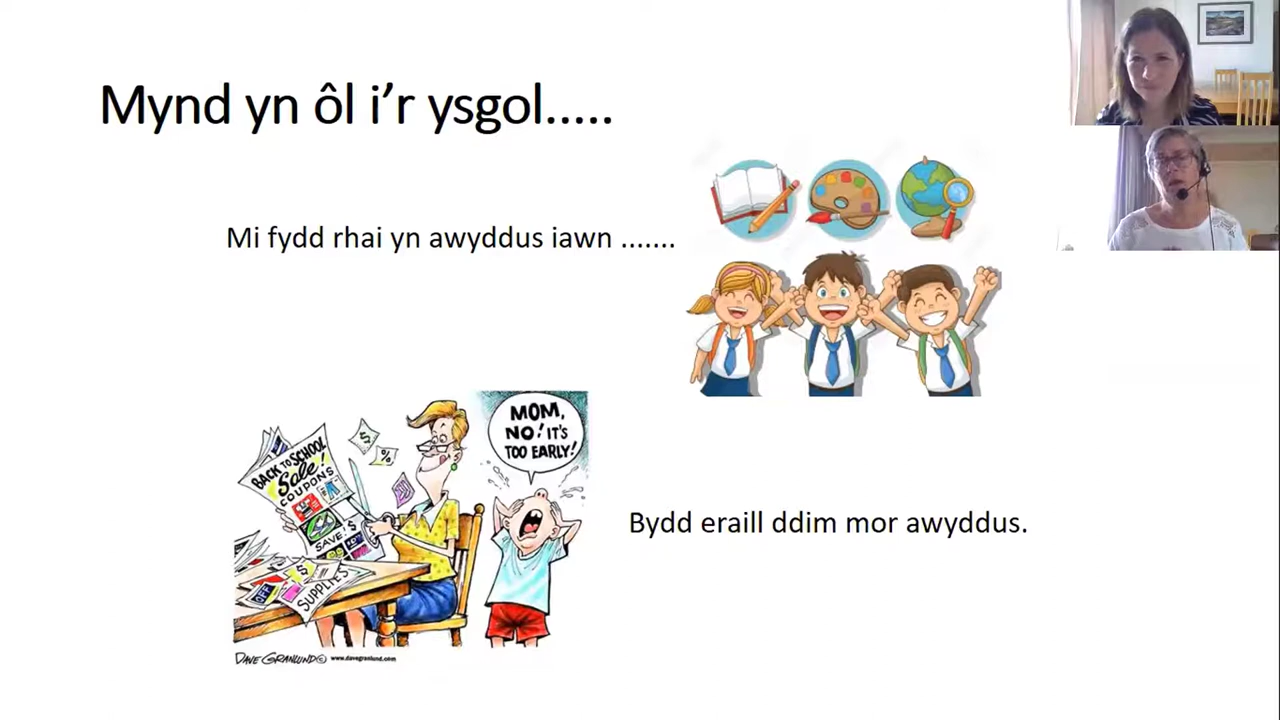 Mynd yn ôl i’r ysgol.....
Mi fydd rhai yn awyddus iawn .......
MOM,
NO! IT'S
TOO EARLY!
BACK TO SCHOOL
Sale!
COUPONS
$
%
SAVE!
$
$
OFF
SUPPLIES
Bydd eraill ddim mor awyddus.
DAVE GRANLUND© www.davegranlund.com